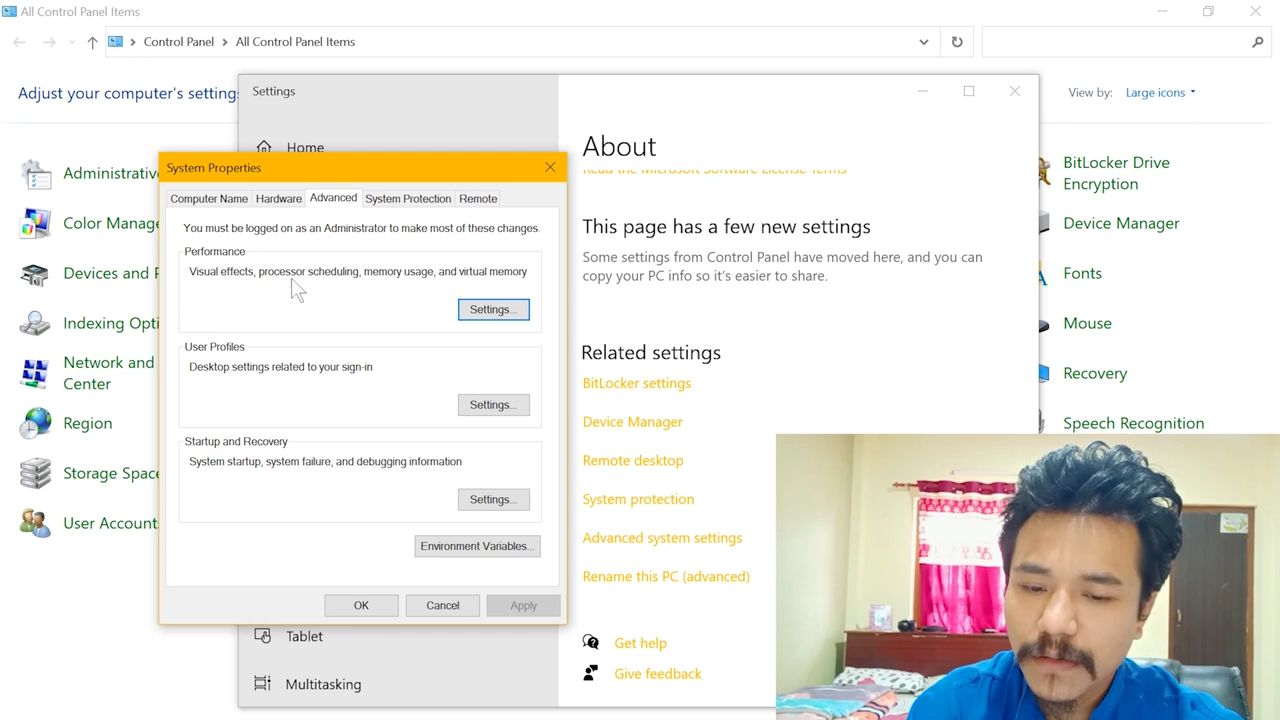 All Control Panel Items
Control Panel
All Control Panel Items
Adjust your computer's setting
View by:
Large icons
Administrative
Color Manage
Devices and P
Indexing Opti
Network and
Center
Region
Storage Space
User Account
BitLocker Drive
Encryption
Device Manager
Fonts
Mouse
Recovery
Speech Recognition
Settings
Home
Tablet
Multitasking
About
Read the Microsoft Software License Terms
This page has a few new settings
Some settings from Control Panel have moved here, and you can
copy your PC info so it's easier to share.
Related settings
BitLocker settings
Device Manager
Remote desktop
System protection
Advanced system settings
Rename this PC (advanced)
Get help
Give feedback
System Properties
Computer Name
Hardware
Advanced
System Protection
Remote
You must be logged on as an Administrator to make most of these changes.
Performance
Visual effects, processor scheduling, memory usage, and virtual memory
Settings...
User Profiles
Desktop settings related to your sign-in
Settings...
Startup and Recovery
System startup, system failure, and debugging information
Settings...
Environment Variables...
OK
Cancel
Apply